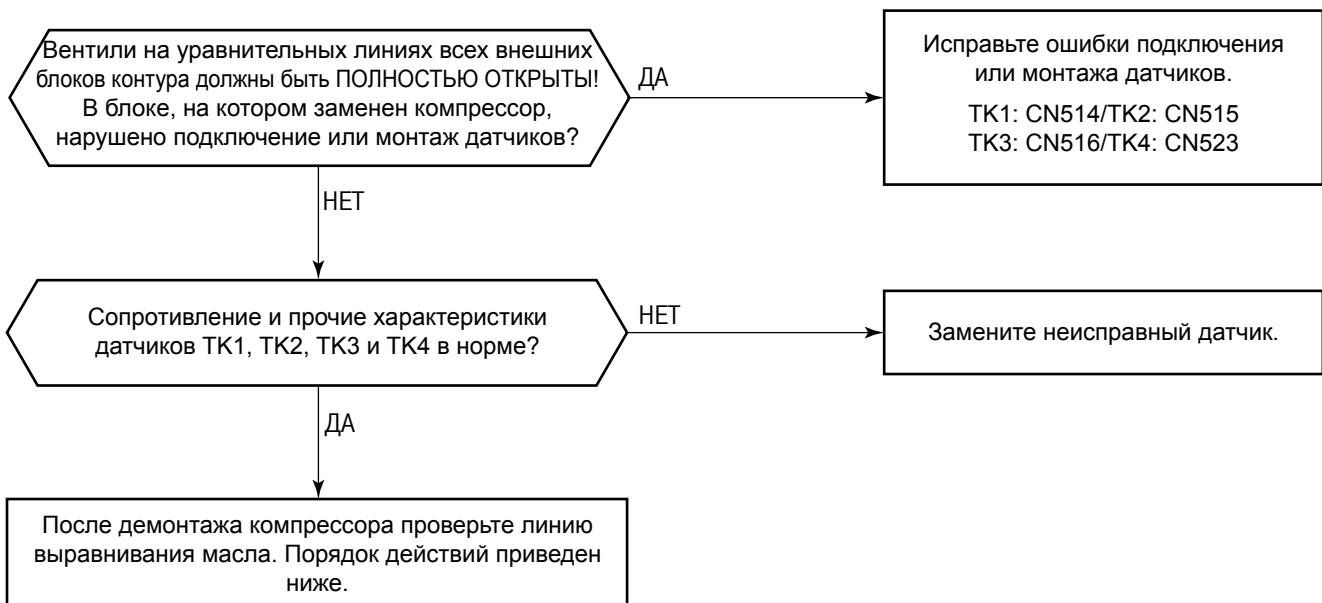 Вентили на уравнительных линиях всех внешних
блоков контура должны быть ПОЛНОСТЬЮ ОТКРЫТЫ!
В блоке, на котором заменен компрессор,
нарушено подключение или монтаж датчиков?
ДА
Исправьте ошибки подключения
или монтажа датчиков.
TK1: CN514/TK2: CN515
TK3: CN516/TK4: CN523
НЕТ
Сопротивление и прочие характеристики
датчиков TK1, TK2, TK3 и TK4 в норме?
НЕТ
Замените неисправный датчик.
ДА
После демонтажа компрессора проверьте линию
выравнивания масла. Порядок действий приведен
ниже.